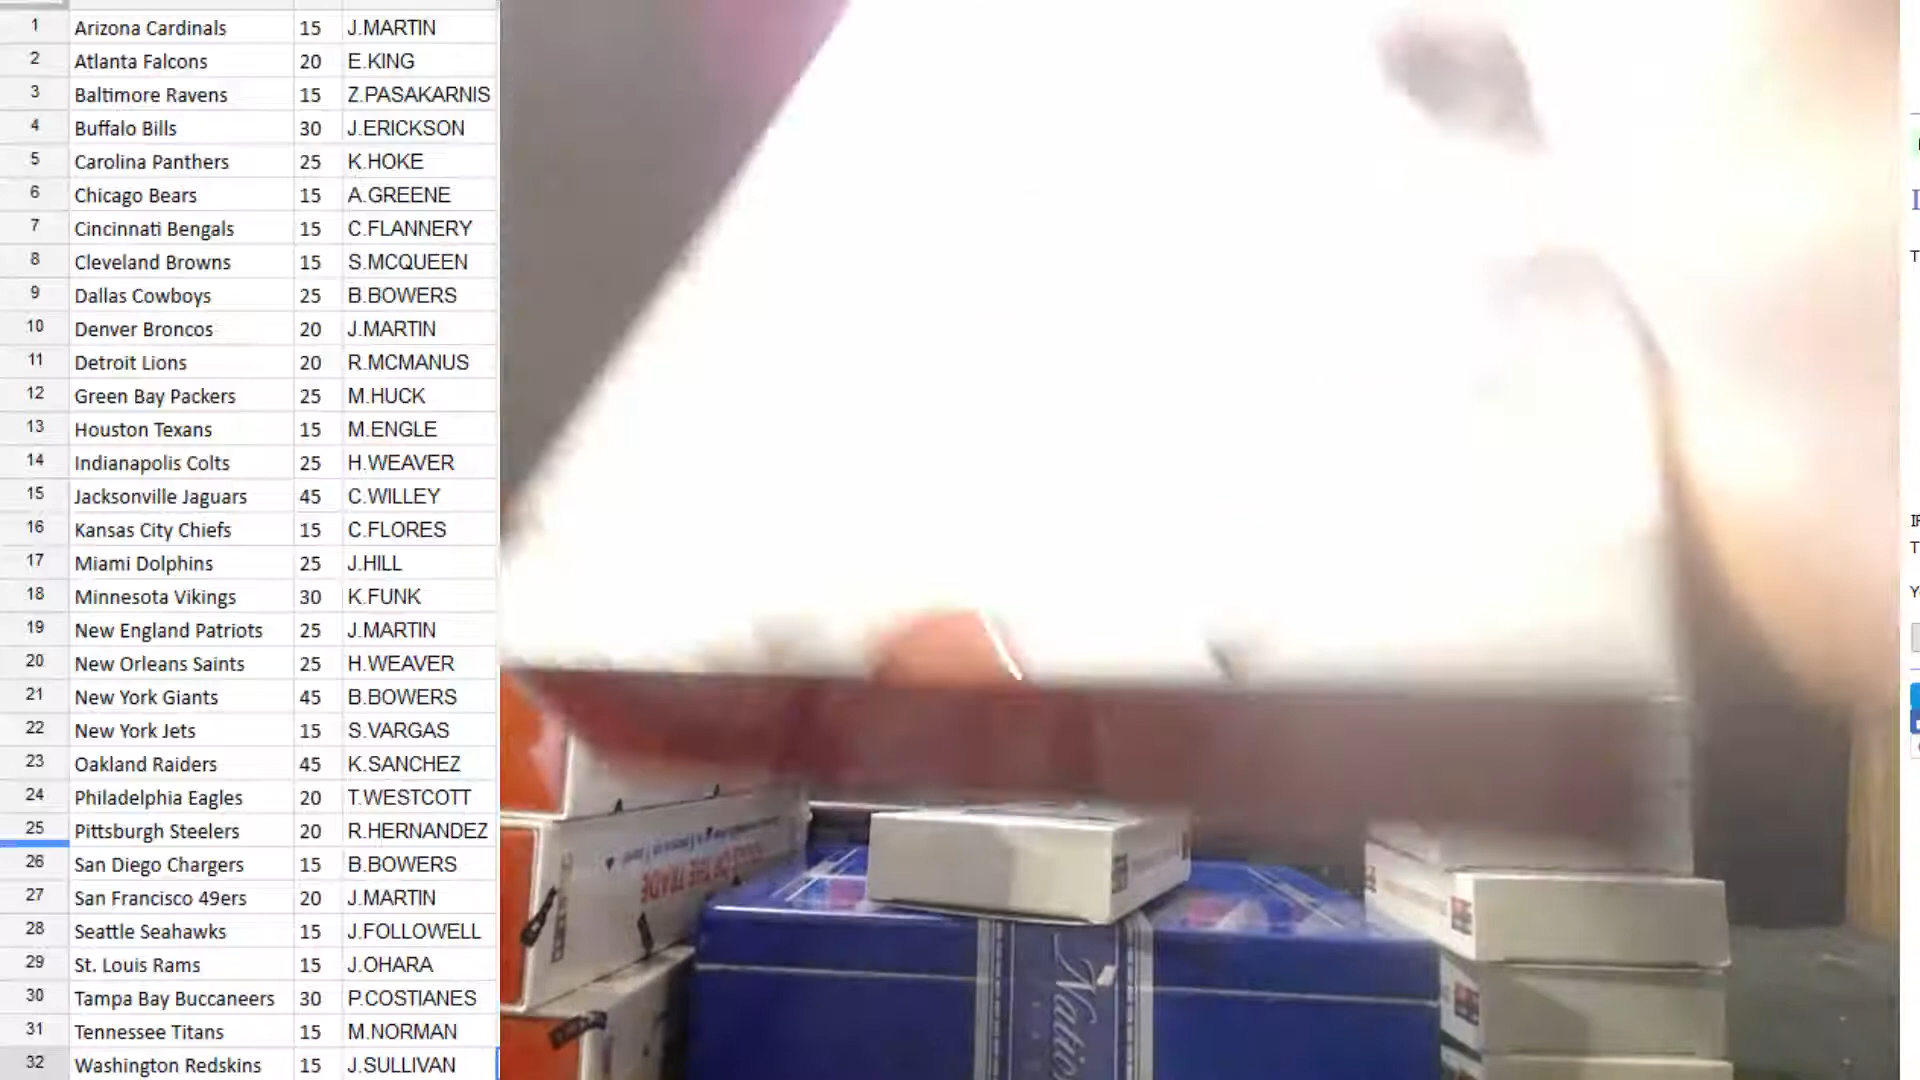 1 Arizona Cardinals 15 J.MARTIN
2 Atlanta Falcons 20 E.KING
3 Baltimore Ravens 15 Z.PASAKARNIS
4 Buffalo Bills 30 J.ERICKSON
5 Carolina Panthers 25 K.HOKE
6 Chicago Bears 15 A.GREENE
7 Cincinnati Bengals 15 C.FLANNERY
8 Cleveland Browns 15 S.MCQUEEN
9 Dallas Cowboys 25 B.BOWERS
10 Denver Broncos 20 J.MARTIN
11 Detroit Lions 20 R.MCMANUS
12 Green Bay Packers 25 M.HUCK
13 Houston Texans 15 M.ENGLE
14 Indianapolis Colts 25 H.WEAVER
15 Jacksonville Jaguars 45 C.WILLEY
16 Kansas City Chiefs 15 C.FLORES
17 Miami Dolphins 25 J.HILL
18 Minnesota Vikings 30 K.FUNK
19 New England Patriots 25 J.MARTIN
20 New Orleans Saints 25 H.WEAVER
21 New York Giants 45 B.BOWERS
22 New York Jets 15 S.VARGAS
23 Oakland Raiders 45 K.SANCHEZ
24 Philadelphia Eagles 20 T.WESTCOTT
25 Pittsburgh Steelers 20 R.HERNANDEZ
26 San Diego Chargers 15 B.BOWERS
27 San Francisco 49ers 20 J.MARTIN
28 Seattle Seahawks 15 J.FOLLOWELL
29 St. Louis Rams 15 J.OHARA
30 Tampa Bay Buccaneers 30 P.COSTIANES
31 Tennessee Titans 15 M.NORMAN
32 Washington Redskins 15 J.SULLIVAN
OF THE TRADE
Natio